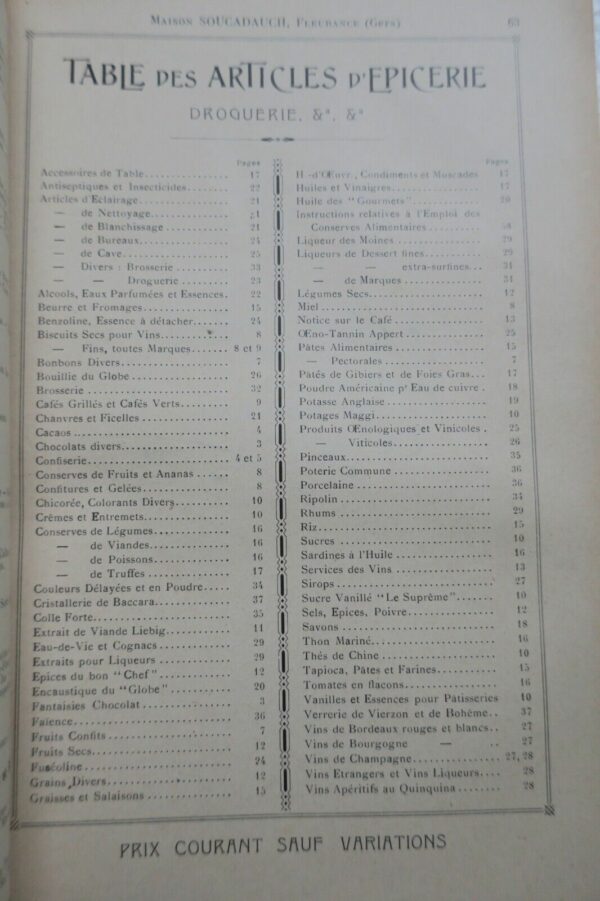 MAISON SOUCADAUCH, FLEURANCE (GERS) 63
TABLE DES ARTICLES D'EPICERIE
DROGUERIE, &ª, &ª
Pages
Accessoires de Table 17
Antiseptiques et Insecticides 22
Articles d'Eclairage 21
— de Nettoyage 21
— de Blanchissage 21
— de Bureaux 24
— de Cave 25
— Divers : Brosserie 33
— — Droguerie 23
Alcools, Eaux Parfumées et Essences 22
Beurre et Fromages 15
Benzoline, Essence à détacher 24
Biscuits Secs pour Vins 8
— Fins, toutes Marques 8 et 9
Bonbons Divers 7
Bouillie du Globe 26
Brosserie 32
Cafés Grillés et Cafés Verts 9
Chanvres et Ficelles 21
Cacaos 4
Chocolats divers 3
Confiserie 4 et 5
Conserves de Fruits et Ananas 8
Confitures et Gelées 8
Chicorée, Colorants Divers 10
Crêmes et Entremets 10
Conserves de Légumes 16
— de Viandes 16
— de Poissons 16
— de Truffes 17
Couleurs Délayées et en Poudre 34
Cristallerie de Baccara 37
Colle Forte 35
Extrait de Viande Liebig 11
Eau-de-Vie et Cognacs 29
Extraits pour Liqueurs 29
Epices du bon "Chef" 12
Encaustique du "Globe" 20
Fantaisies Chocolat 3
Faïence 36
Fruits Confits 7
Fruits Secs 12
Fuscoline 24
Grains Divers 12
Graisses et Salaisons 15
Pages
H.-d'Œuvr., Condiments et Muscades 17
Huiles et Vinaigres 17
Huile des "Gourmets" 20
Instructions relatives à l'Emploi des
Conserves Alimentaires
Liqueur des Moines 29
Liqueurs de Dessert fines 29
— — extra-surfines 31
— de Marques 31
Légumes Secs 12
Miel 8
Notice sur le Café 13
Œno-Tannin Appert 25
Pâtes Alimentaires 15
— Pectorales 7
Pâtés de Gibiers et de Foies Gras 17
Poudre Américaine pr Eau de cuivre 18
Potasse Anglaise 19
Potages Maggi 10
Produits Œnologiques et Vinicoles 25
— Viticoles 26
Pinceaux 35
Poterie Commune 36
Porcelaine 36
Ripolin 34
Rhums 29
Riz 15
Sucres 10
Sardines à l'Huile 16
Services des Vins 13
Sirops 27
Sucre Vanillé "Le Suprême" 10
Sels, Epices, Poivre 12
Savons 18
Thon Mariné 16
Thés de Chine 10
Tapioca, Pâtes et Farines 15
Tomates en flacons 16
Vanilles et Essences pour Pâtisseries 10
Verrerie de Vierzon et de Bohême 37
Vins de Bordeaux rouges et blancs 27
Vins de Bourgogne — 27
Vins de Champagne 27, 28
Vins Etrangers et Vins Liqueurs 28
Vins Apéritifs au Quinquina 28
PRIX COURANT SAUF VARIATIONS